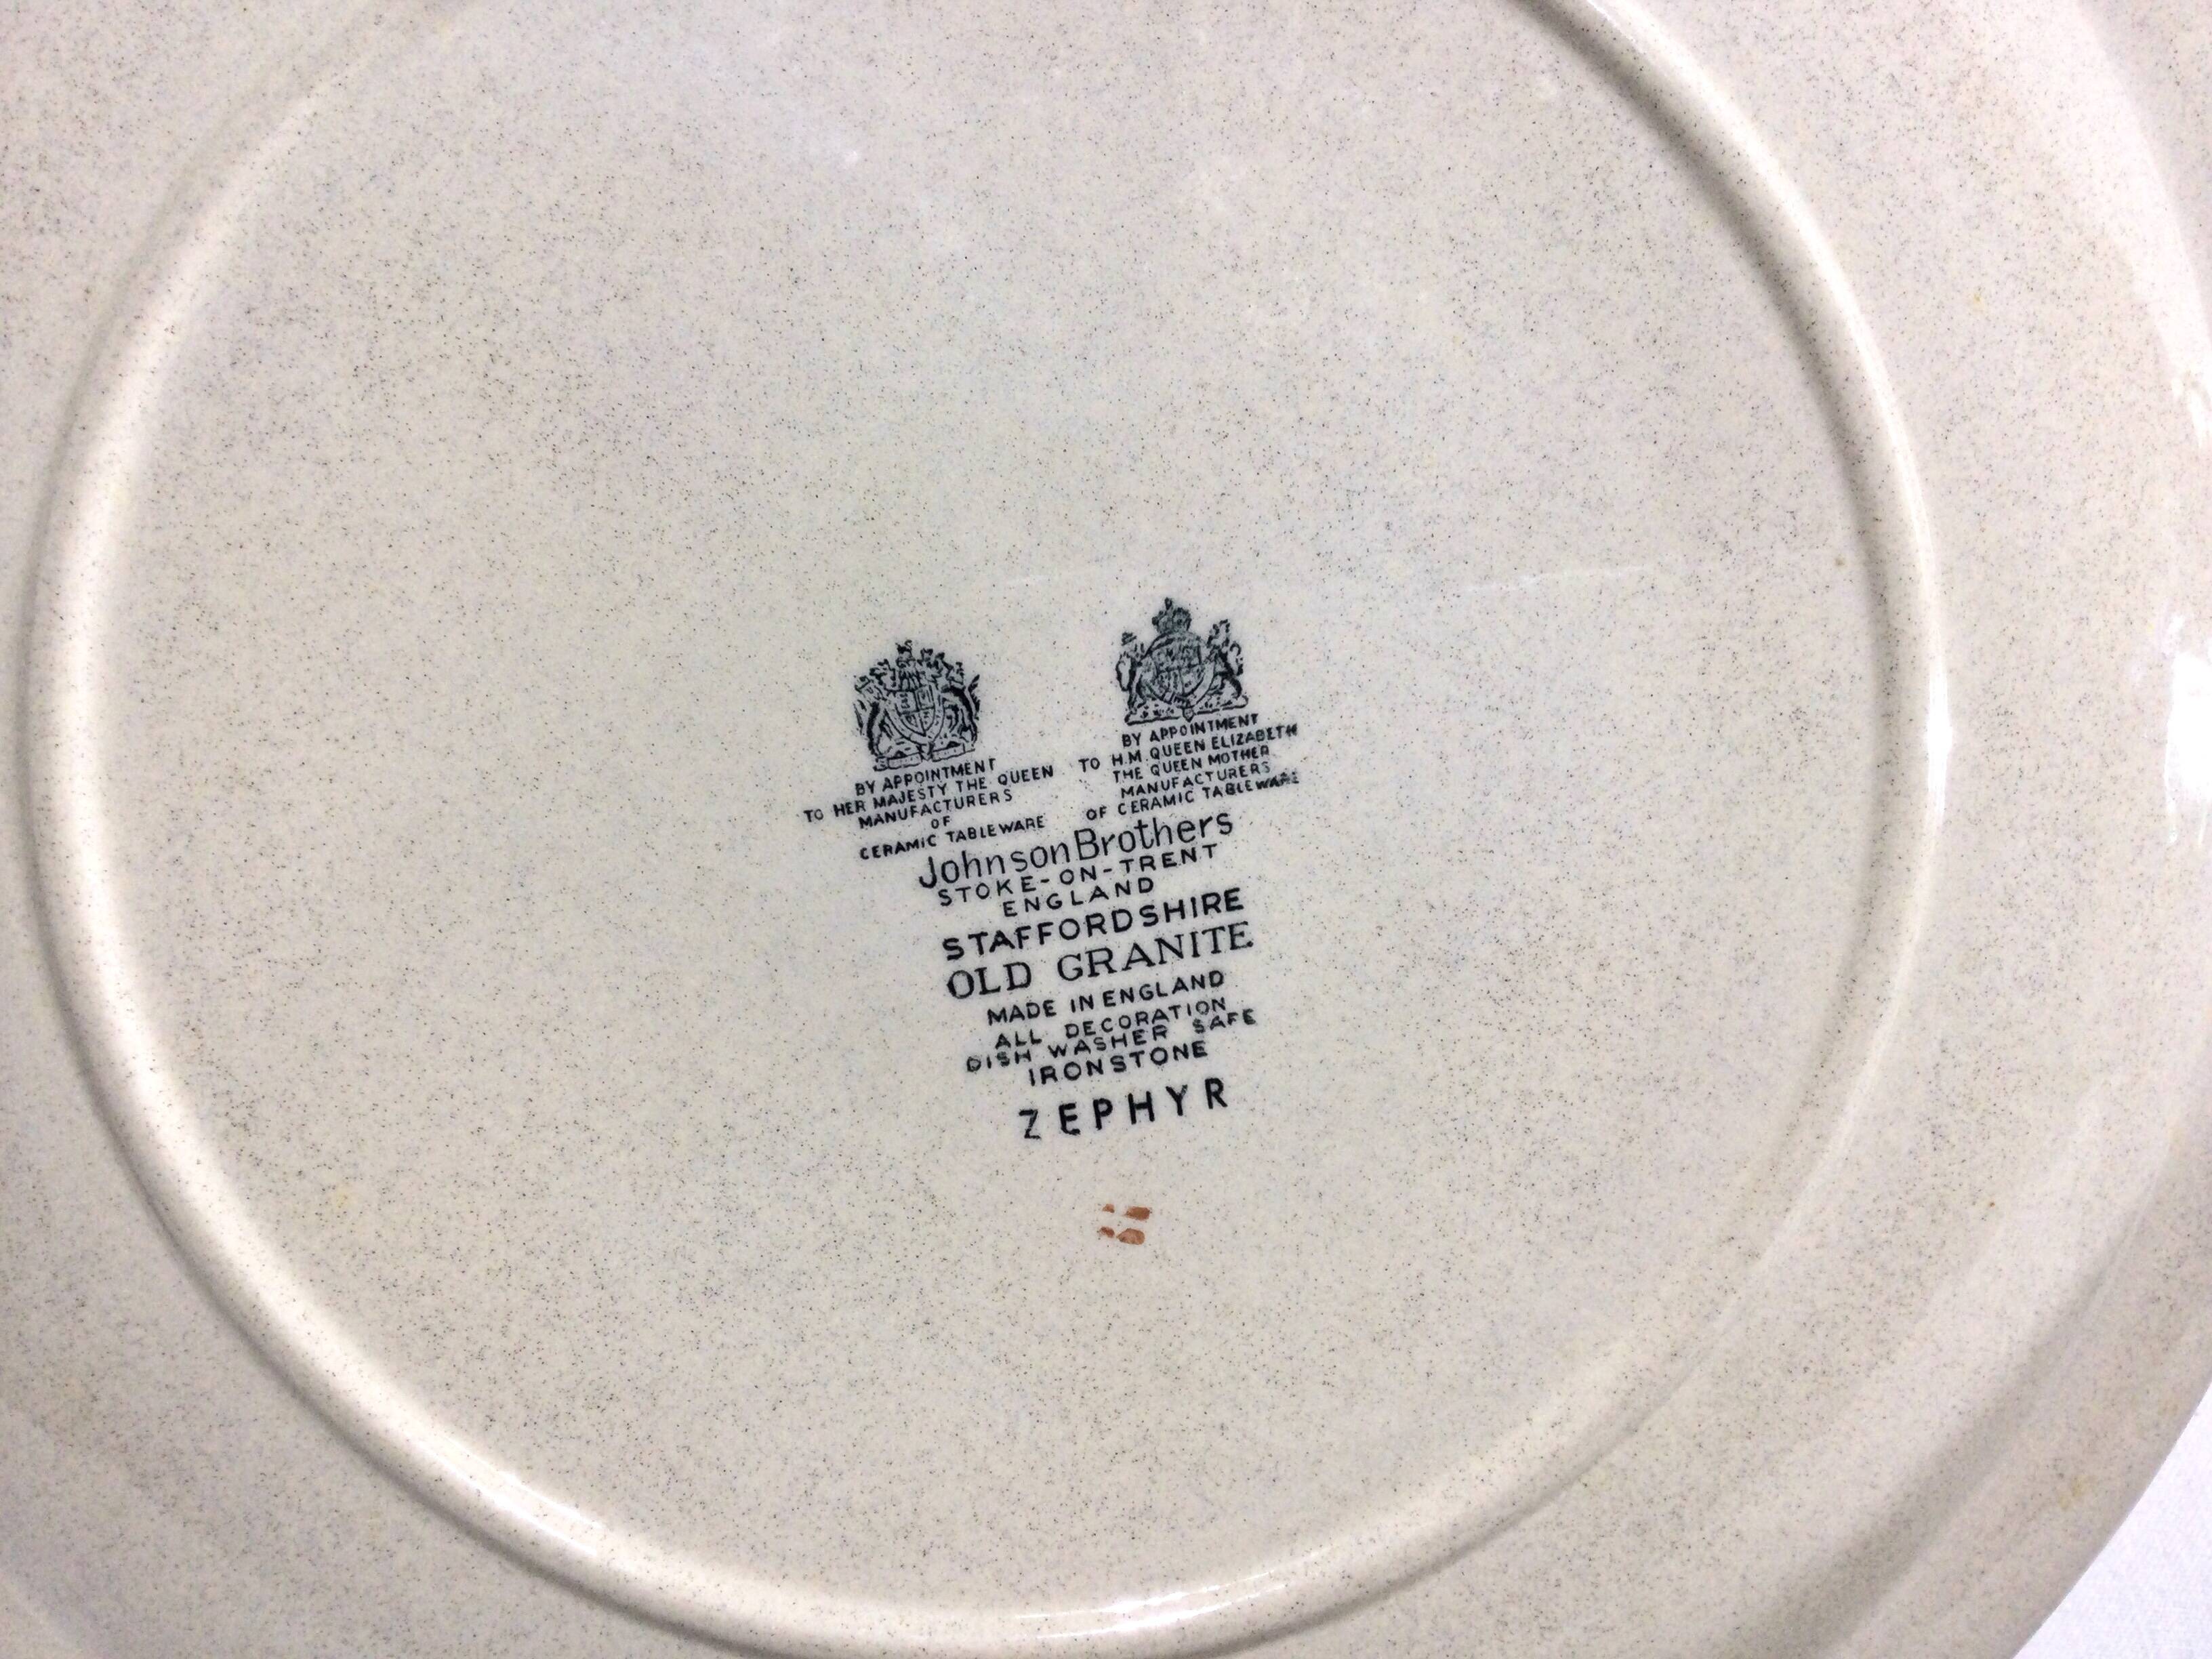 BY APPOINTMENT
TO HER MAJESTY THE QUEEN
MANUFACTURERS
OF
CERAMIC TABLEWARE
BY APPOINTMENT
TO H.M. QUEEN ELIZABETH
THE QUEEN MOTHER
MANUFACTURERS
OF CERAMIC TABLEWARE
Johnson Brothers
STOKE-ON-TRENT
ENGLAND
STAFFORDSHIRE
OLD GRANITE
MADE IN ENGLAND
ALL DECORATION
DISH WASHER SAFE
IRONSTONE
ZEPHYR